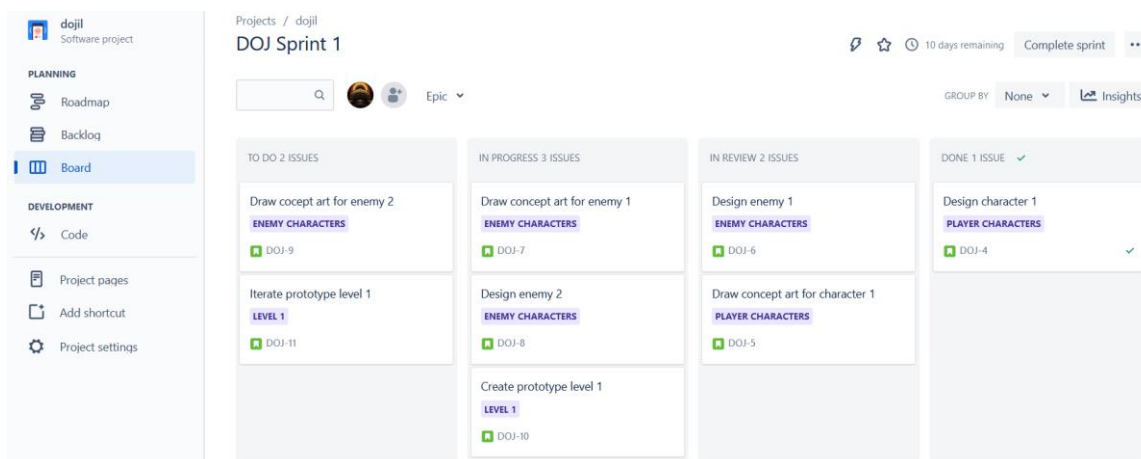 dojil
Software project
PLANNING
Roadmap
Backlog
Board
DEVELOPMENT
Code
Project pages
Add shortcut
Project settings
Projects / dojil
DOJ Sprint 1
10 days remaining
Complete sprint
Epic
GROUP BY None
Insights
TO DO 2 ISSUES
Draw cocept art for enemy 2
ENEMY CHARACTERS
DOJ-9
Iterate prototype level 1
LEVEL 1
DOJ-11
IN PROGRESS 3 ISSUES
Draw concept art for enemy 1
ENEMY CHARACTERS
DOJ-7
Design enemy 2
ENEMY CHARACTERS
DOJ-8
Create prototype level 1
LEVEL 1
DOJ-10
IN REVIEW 2 ISSUES
Design enemy 1
ENEMY CHARACTERS
DOJ-6
Draw concept art for character 1
PLAYER CHARACTERS
DOJ-5
DONE 1 ISSUE
Design character 1
PLAYER CHARACTERS
DOJ-4